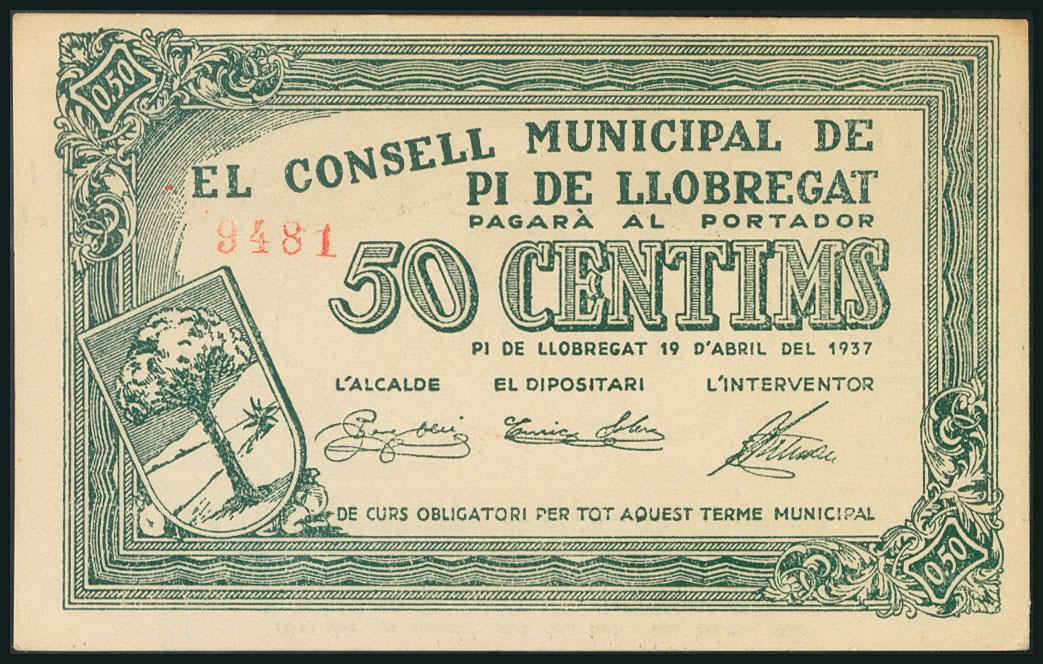 0,50
EL CONSELL MUNICIPAL DE
PI DE LLOBREGAT
PAGARÀ AL PORTADOR
9481
50 CENTIMS
PI DE LLOBREGAT 19 D'ABRIL DEL 1937
L'ALCALDE EL DIPOSITARI L'INTERVENTOR
DE CURS OBLIGATORI PER TOT AQUEST TERME MUNICIPAL
0,50